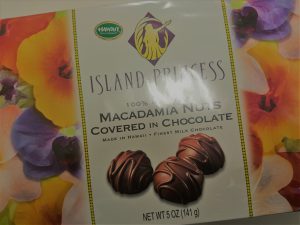 HAWAII
ISLAND PRINCESS
100%
MACADAMIA NUTS
COVERED IN CHOCOLATE
MADE IN HAWAII • FINEST MILK CHOCOLATE
NET WT 5 OZ (141 g)